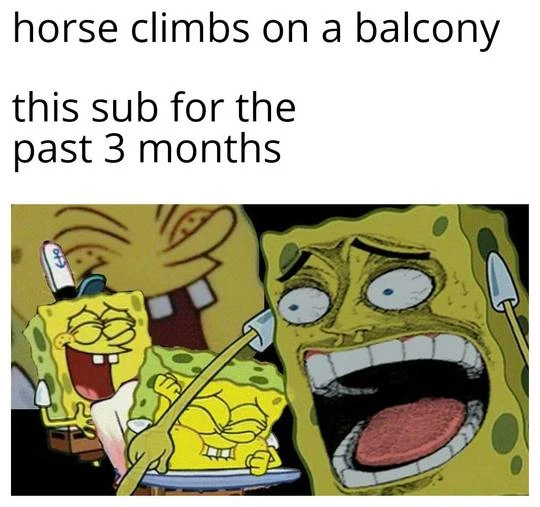 horse climbs on a balcony
this sub for the
past 3 months